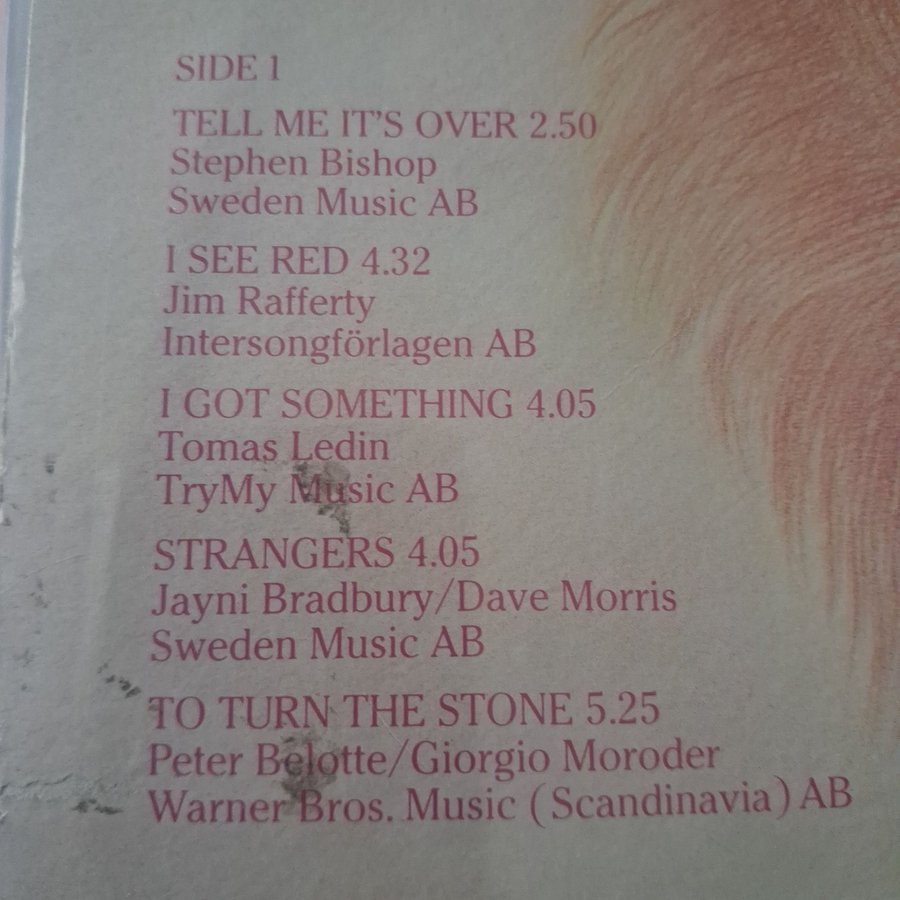 SIDE 1
TELL ME IT'S OVER 2.50
Stephen Bishop
Sweden Music AB
I SEE RED 4.32
Jim Rafferty
Intersongförlagen AB
I GOT SOMETHING 4.05
Tomas Ledin
TryMy Music AB
STRANGERS 4.05
Jayni Bradbury/Dave Morris
Sweden Music AB
TO TURN THE STONE 5.25
Peter Belotte/Giorgio Moroder
Warner Bros. Music (Scandinavia) AB